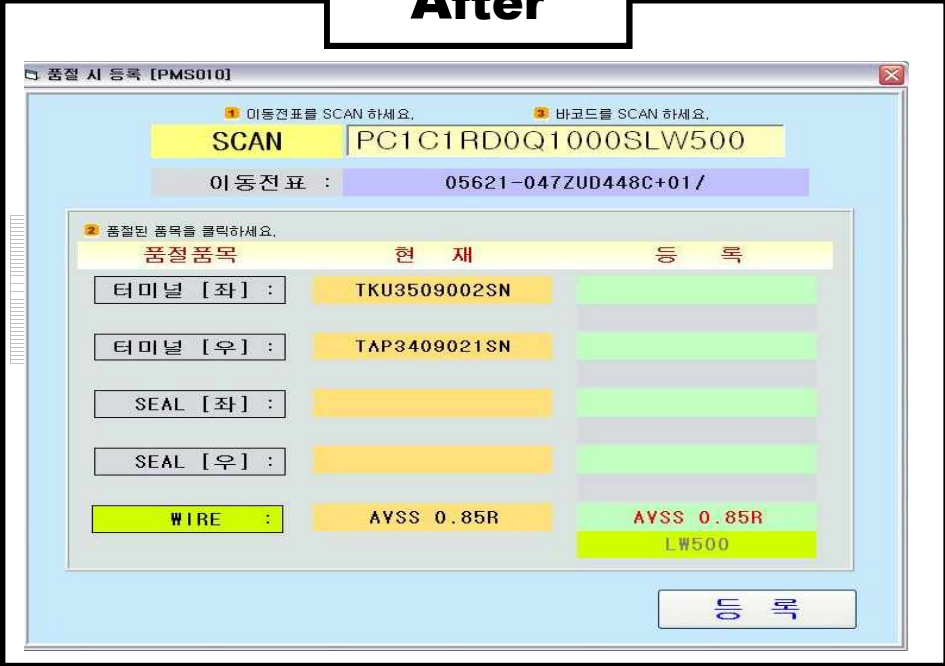 After
품절 시 등록 [PMS010]
1 이동전표를 SCAN 하세요. 3 바코드를 SCAN 하세요.
SCAN PC1C1RD0Q1000SLW500
이동전표 : 05621-047ZUD448C+01/
2 품절된 품목을 클릭하세요.
품절품목 현 재 등 록
터미널 [좌] : TKU3509002SN
터미널 [우] : TAP3409021SN
SEAL [좌] :
SEAL [우] :
WIRE : AVSS 0.85R AVSS 0.85R
LW500
등 록